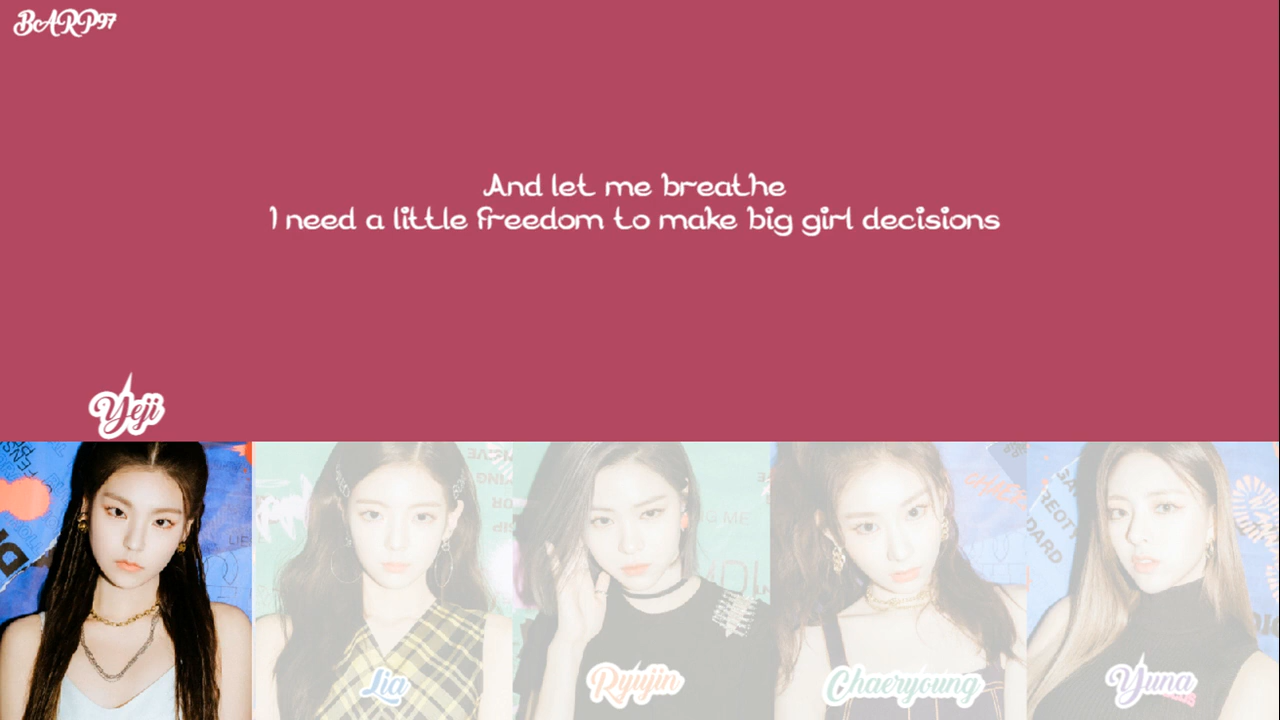 BARP97
And let me breathe
I need a little freedom to make big girl decisions
Yeji
Lia
Ryujin
Chaeryoung
Yuna